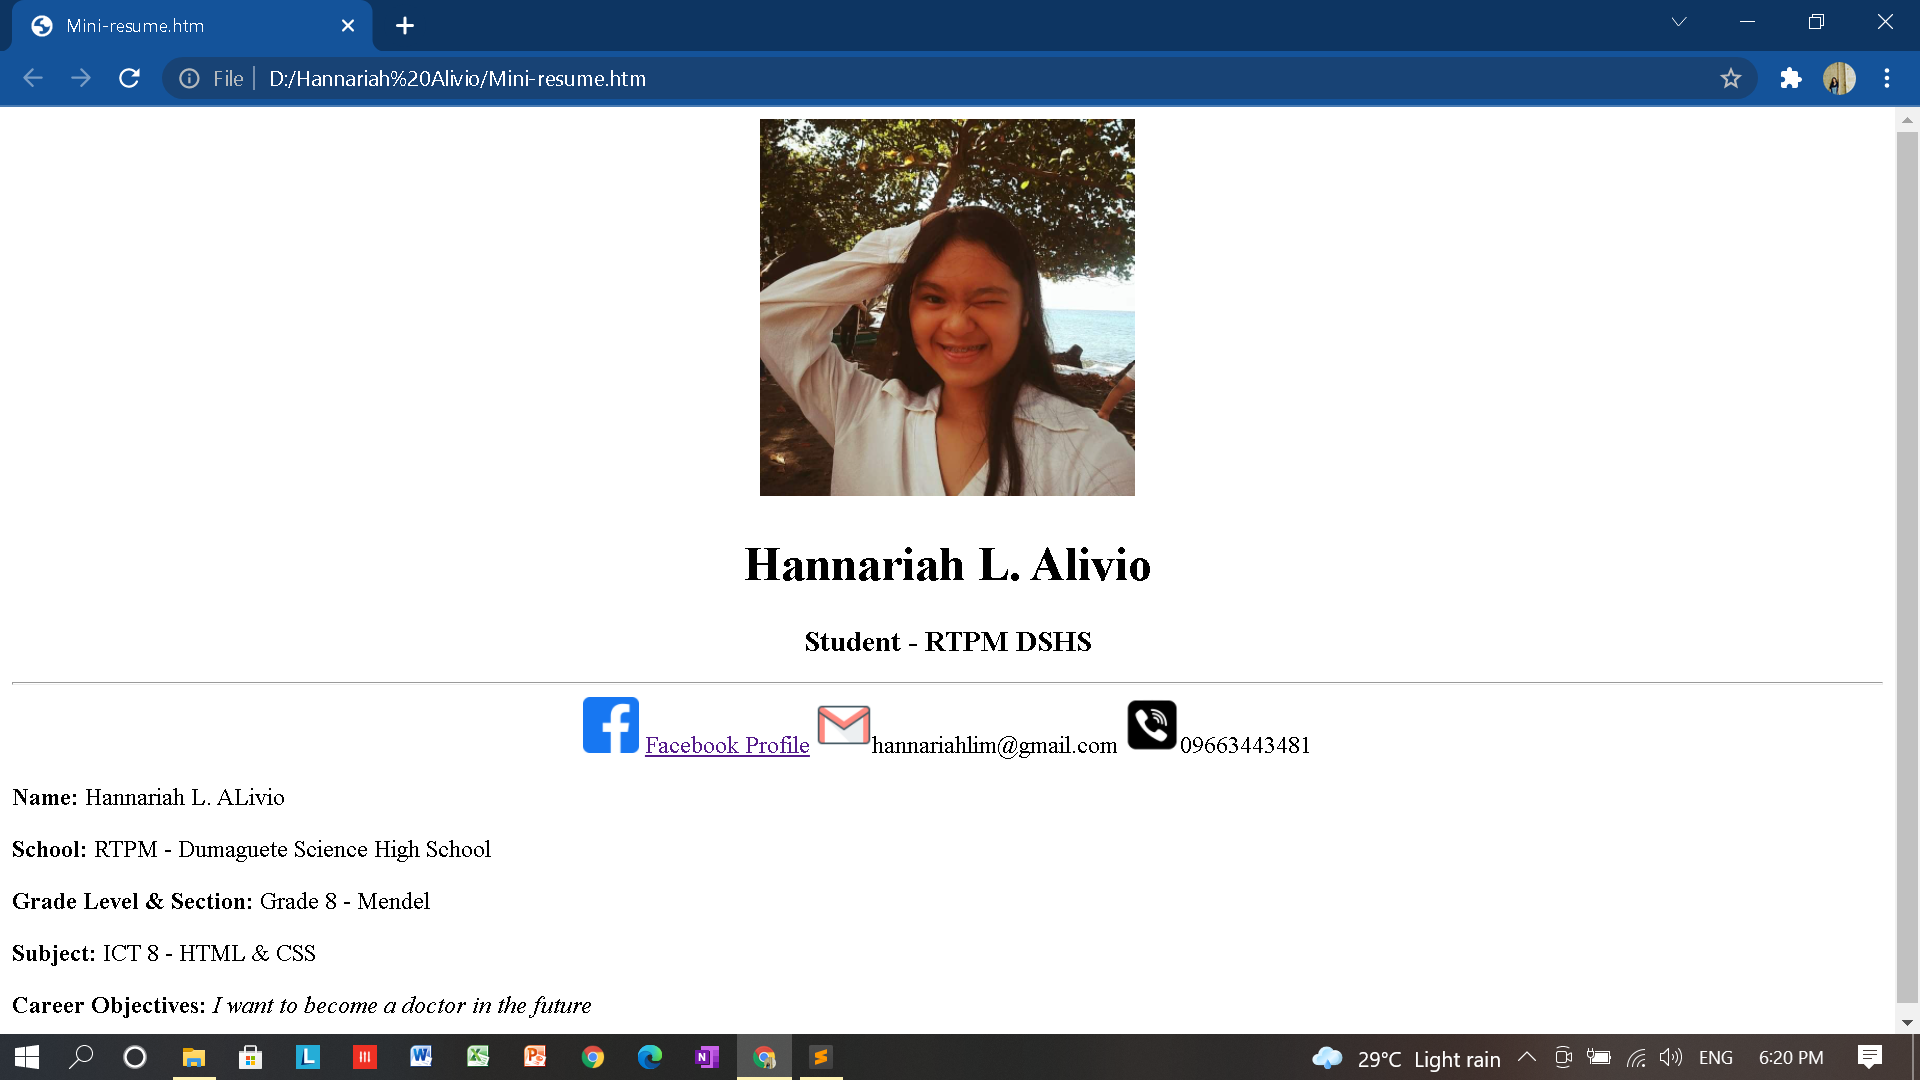 Mini-resume.htm
File D:/Hannariah%20Alivio/Mini-resume.htm
Hannariah L. Alivio
Student - RTPM DSHS
Facebook Profile hannariahlim@gmail.com 09663443481
Name: Hannariah L. ALivio
School: RTPM - Dumaguete Science High School
Grade Level & Section: Grade 8 - Mendel
Subject: ICT 8 - HTML & CSS
Career Objectives: I want to become a doctor in the future
29°C Light rain ENG 6:20 PM